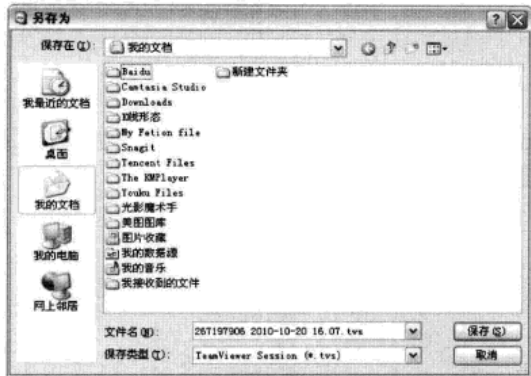 另存为
保存在(I):
我的文档
我最近的文档
桌面
我的文档
我的电脑
网上邻居
Baidu
Camtasia Studio
Downloads
K线形态
My Fetion file
Snagit
Tencent Files
The KMPlayer
Youku Files
光影魔术手
美图图库
图片收藏
我的数据源
我的音乐
我接收到的文件
新建文件夹
文件名(N):
267197906 2010-10-20 16.07.tvs
保存(S)
保存类型(T):
TeamViewer Session (*.tvs)
取消